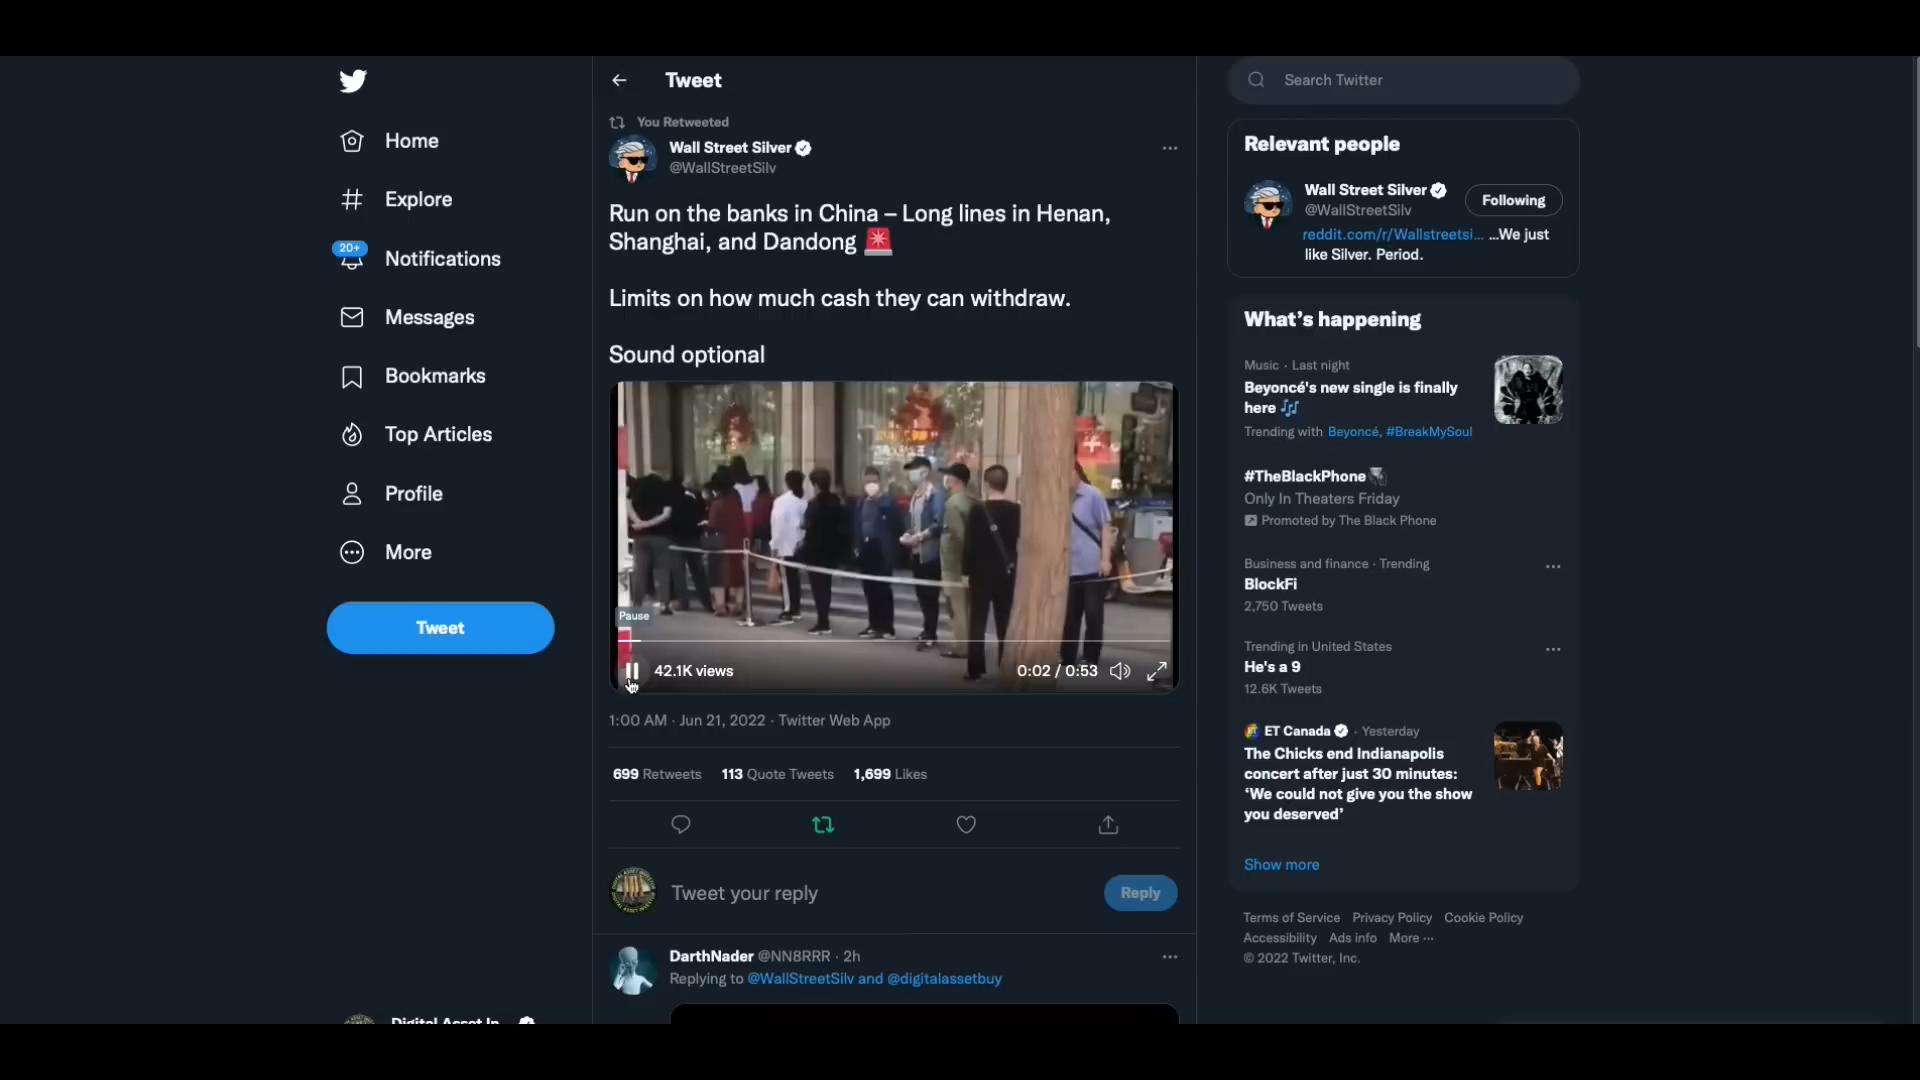 Home
Explore
20+
Notifications
Messages
Bookmarks
Top Articles
Profile
More
Tweet
Tweet
You Retweeted
Wall Street Silver
@WallStreetSilv
Run on the banks in China – Long lines in Henan,
Shanghai, and Dandong 🚨
Limits on how much cash they can withdraw.
Sound optional
Pause
42.1K views
0:02 / 0:53
1:00 AM · Jun 21, 2022 · Twitter Web App
699 Retweets 113 Quote Tweets 1,699 Likes
Tweet your reply
Reply
DarthNader @NN8RRR · 2h
Replying to @WallStreetSilv and @digitalassetbuy
Search Twitter
Relevant people
Wall Street Silver
@WallStreetSilv
Following
reddit.com/r/Wallstreetsi... ...We just
like Silver. Period.
What's happening
Music · Last night
Beyoncé's new single is finally
here 🎶
Trending with Beyoncé, #BreakMySoul
#TheBlackPhone
Only In Theaters Friday
Promoted by The Black Phone
Business and finance · Trending
BlockFi
2,750 Tweets
Trending in United States
He's a 9
12.6K Tweets
ET Canada · Yesterday
The Chicks end Indianapolis
concert after just 30 minutes:
‘We could not give you the show
you deserved’
Show more
Terms of Service Privacy Policy Cookie Policy
Accessibility Ads info More ...
© 2022 Twitter, Inc.